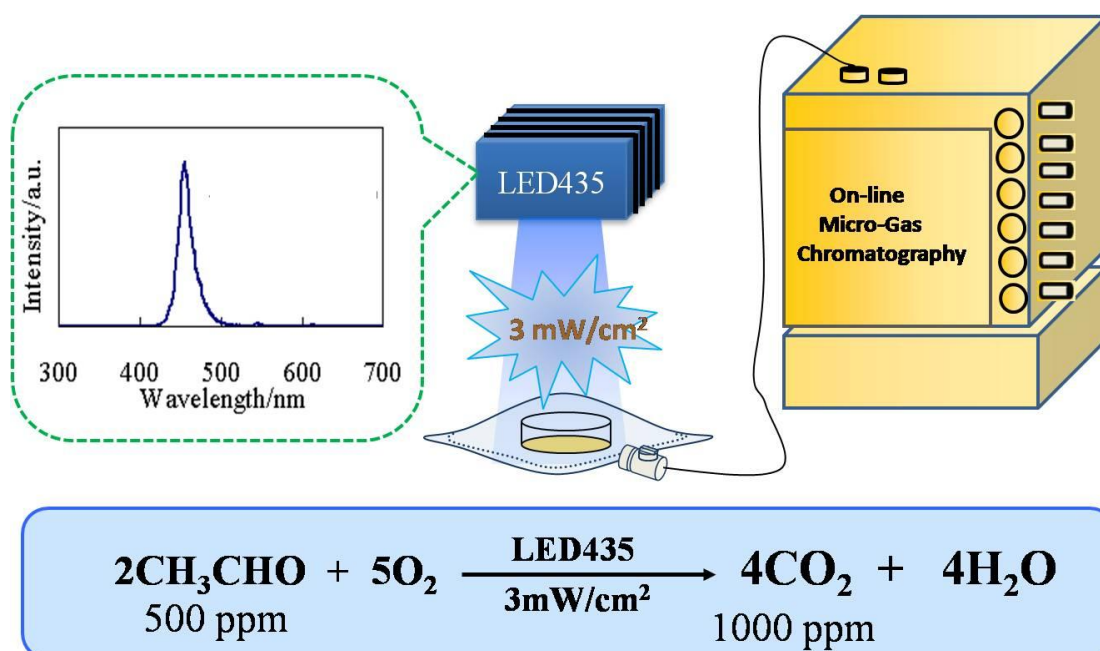 Intensity/a.u.
300 400 500 600 700
Wavelength/nm
LED435
3 mW/cm²
On-line
Micro-Gas
Chromatography
2CH₃CHO + 5O₂ LED435 4CO₂ + 4H₂O
3mW/cm²
500 ppm 1000 ppm